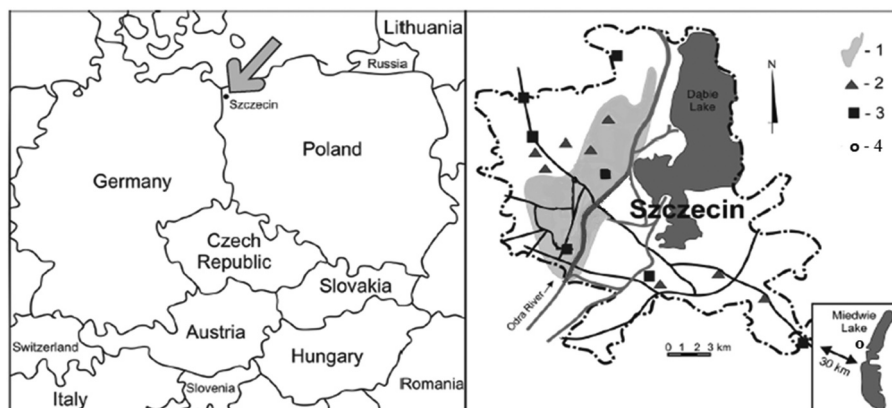 Lithuania
Russia
Szczecin
Poland
Germany
Czech
Republic
Slovakia
Austria
Switzerland
Hungary
Slovenia
Italy
Romania
- 1
- 2
- 3
- 4
N
Dąbie
Lake
Szczecin
Odra River
0 1 2 3 km
Miedwie
Lake
30 km